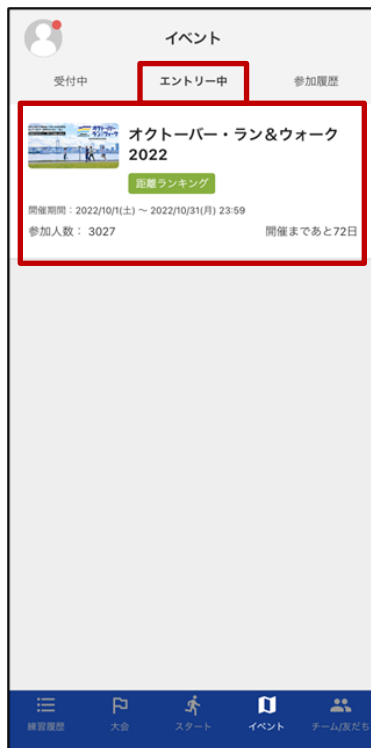 イベント
受付中
エントリー中
参加履歴
オクトーバー・ラン&ウォーク
2022
距離ランキング
開催期間：2022/10/1(土) ～ 2022/10/31(月) 23:59
参加人数： 3027
開催まであと72日
練習履歴
大会
スタート
イベント
チーム/友だち